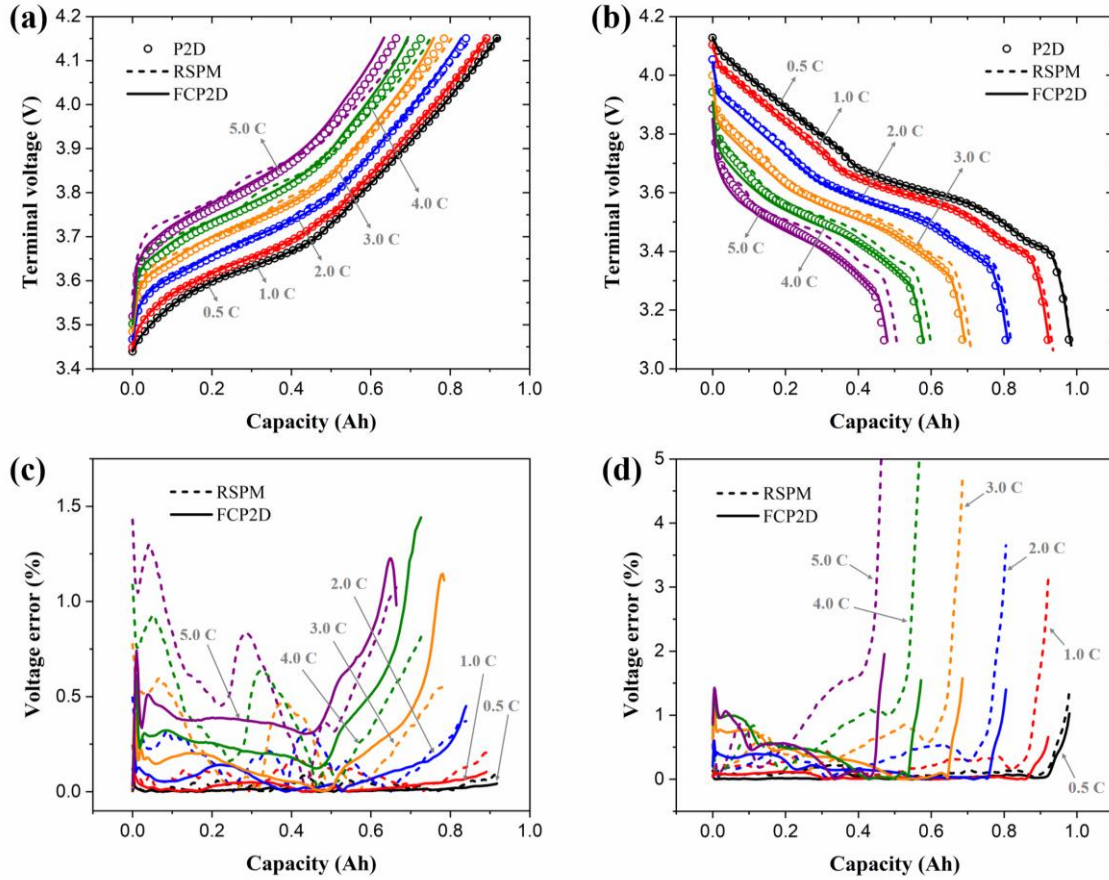 (a)
4.2
4.1
4.0
3.9
3.8
3.7
3.6
3.5
3.4
Terminal voltage (V)
P2D
RSPM
FCP2D
5.0 C
4.0 C
3.0 C
2.0 C
1.0 C
0.5 C
0.0 0.2 0.4 0.6 0.8 1.0
Capacity (Ah)
(b)
4.2
4.0
3.8
3.6
3.4
3.2
3.0
Terminal voltage (V)
P2D
RSPM
FCP2D
0.5 C
1.0 C
2.0 C
3.0 C
5.0 C
4.0 C
0.0 0.2 0.4 0.6 0.8 1.0
Capacity (Ah)
(c)
1.5
1.0
0.5
0.0
Voltage error (%)
RSPM
FCP2D
2.0 C
3.0 C
5.0 C
4.0 C
1.0 C
0.5 C
0.0 0.2 0.4 0.6 0.8 1.0
Capacity (Ah)
(d)
5
4
3
2
1
0
Voltage error (%)
RSPM
FCP2D
3.0 C
2.0 C
5.0 C
4.0 C
1.0 C
0.5 C
0.0 0.2 0.4 0.6 0.8 1.0
Capacity (Ah)